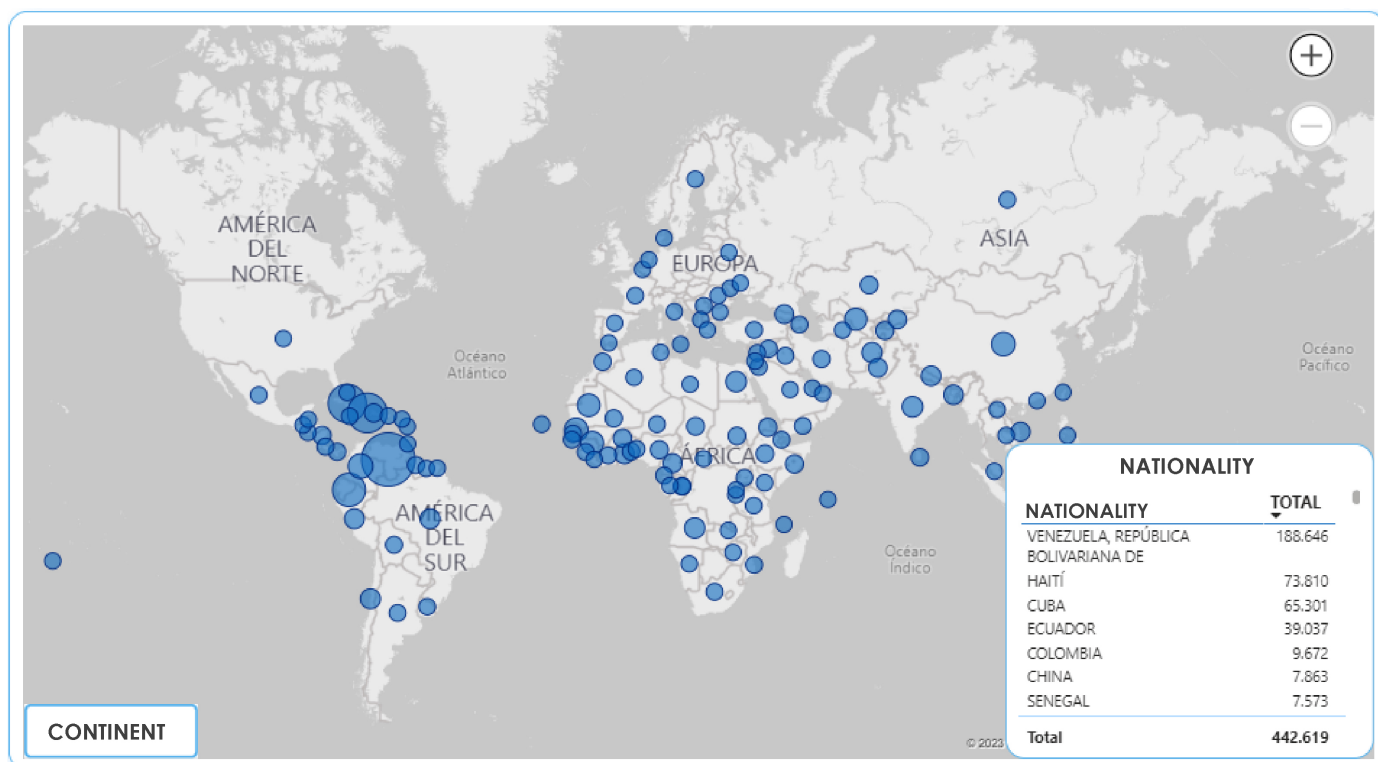 AMÉRICA
DEL
NORTE
ASIA
EUROPA
Océano
Pacífico
Océano
Atlántico
ÁFRICA
AMÉRICA
DEL
SUR
Océano
Índico
CONTINENT
© 2023
NATIONALITY
NATIONALITY TOTAL
VENEZUELA, REPÚBLICA 188.646
BOLIVARIANA DE
HAITÍ 73.810
CUBA 65.301
ECUADOR 39.037
COLOMBIA 9.672
CHINA 7.863
SENEGAL 7.573
Total 442.619